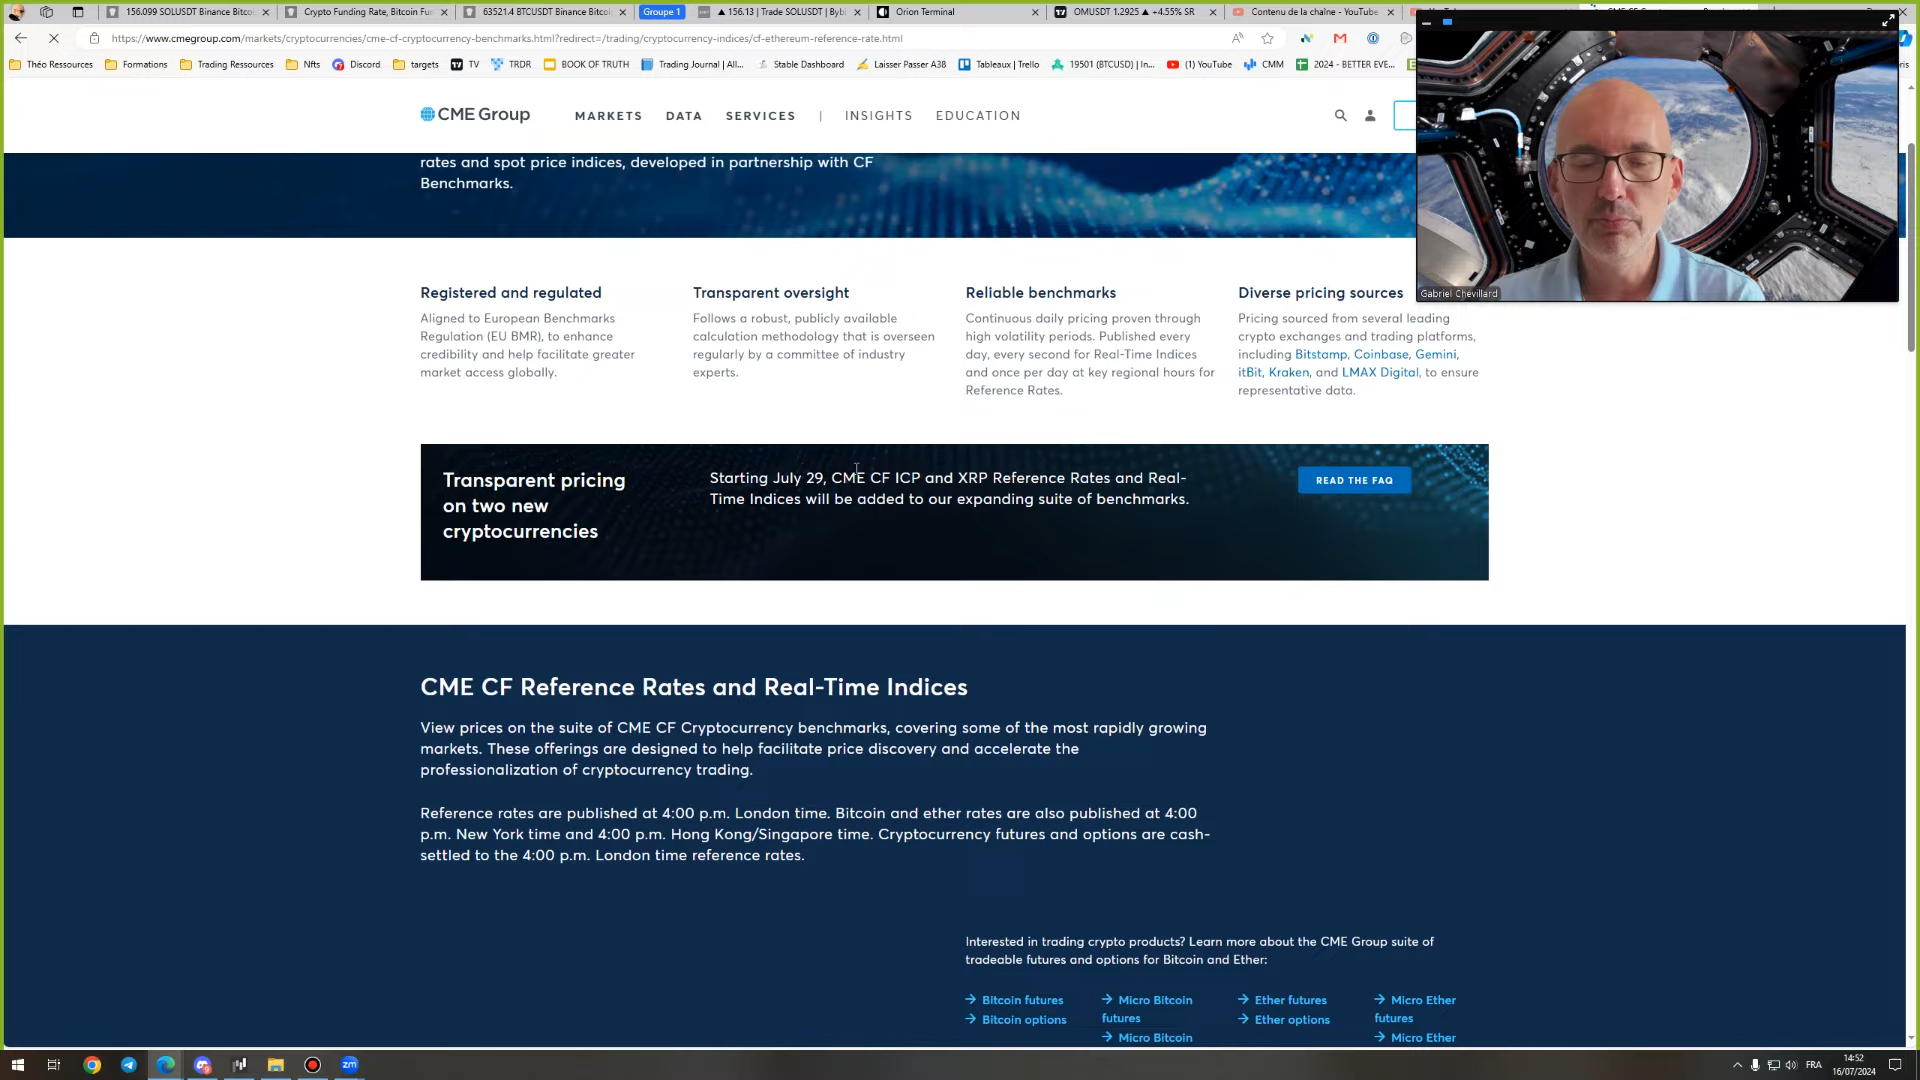 156.099 SOLUSDT Binance Bitco
Crypto Funding Rate, Bitcoin Fu
63521.4 BTCUSDT Binance Bitco
Groupe 1
▲ 156.13 | Trade SOLUSDT | Byb
Orion Terminal
OMUSDT 1.2925 ▲ +4.55% SR
Contenu de la chaîne - YouTube
https://www.cmegroup.com/markets/cryptocurrencies/cme-cf-cryptocurrency-benchmarks.html?redirect=/trading/cryptocurrency-indices/cf-ethereum-reference-rate.html
Théo Ressources
Formations
Trading Ressources
Nfts
Discord
targets
TV
TRDR
BOOK OF TRUTH
Trading Journal | All...
Stable Dashboard
Laisser Passer A38
Tableaux | Trello
19501 (BTCUSD) | In...
(1) YouTube
CMM
2024 - BETTER EVE...
CME Group
MARKETS
DATA
SERVICES
|
INSIGHTS
EDUCATION
Gabriel Chevillard
rates and spot price indices, developed in partnership with CF
Benchmarks.
Registered and regulated
Aligned to European Benchmarks
Regulation (EU BMR), to enhance
credibility and help facilitate greater
market access globally.
Transparent oversight
Follows a robust, publicly available
calculation methodology that is overseen
regularly by a committee of industry
experts.
Reliable benchmarks
Continuous daily pricing proven through
high volatility periods. Published every
day, every second for Real-Time Indices
and once per day at key regional hours for
Reference Rates.
Diverse pricing sources
Pricing sourced from several leading
crypto exchanges and trading platforms,
including Bitstamp, Coinbase, Gemini,
itBit, Kraken, and LMAX Digital, to ensure
representative data.
Transparent pricing
on two new
cryptocurrencies
Starting July 29, CME CF ICP and XRP Reference Rates and Real-
Time Indices will be added to our expanding suite of benchmarks.
READ THE FAQ
CME CF Reference Rates and Real-Time Indices
View prices on the suite of CME CF Cryptocurrency benchmarks, covering some of the most rapidly growing
markets. These offerings are designed to help facilitate price discovery and accelerate the
professionalization of cryptocurrency trading.
Reference rates are published at 4:00 p.m. London time. Bitcoin and ether rates are also published at 4:00
p.m. New York time and 4:00 p.m. Hong Kong/Singapore time. Cryptocurrency futures and options are cash-
settled to the 4:00 p.m. London time reference rates.
Interested in trading crypto products? Learn more about the CME Group suite of
tradeable futures and options for Bitcoin and Ether:
→ Bitcoin futures
→ Bitcoin options
→ Micro Bitcoin
futures
→ Micro Bitcoin
→ Ether futures
→ Ether options
→ Micro Ether
futures
→ Micro Ether
zm
FRA
14:52
16/07/2024